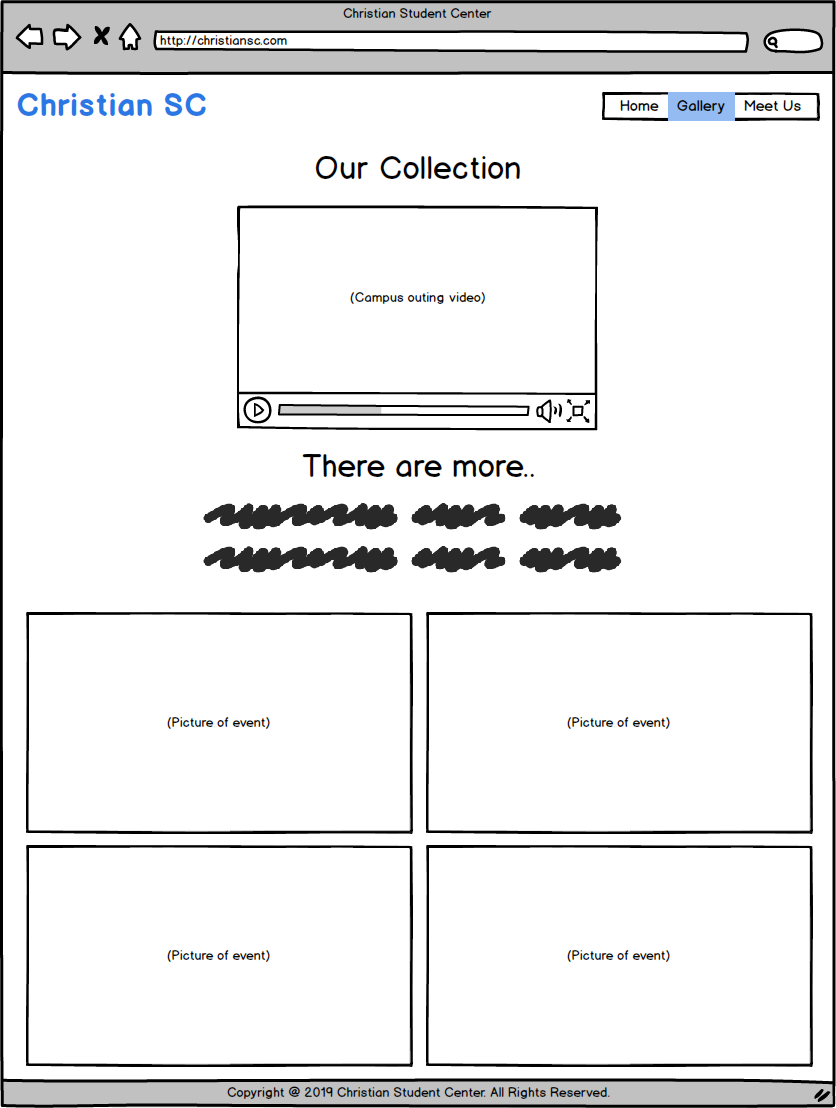 Christian Student Center
http://christiansc.com
Christian SC
Home Gallery Meet Us
Our Collection
(Campus outing video)
There are more..
(Picture of event) (Picture of event)
(Picture of event) (Picture of event)
Copyright @ 2019 Christian Student Center. All Rights Reserved.